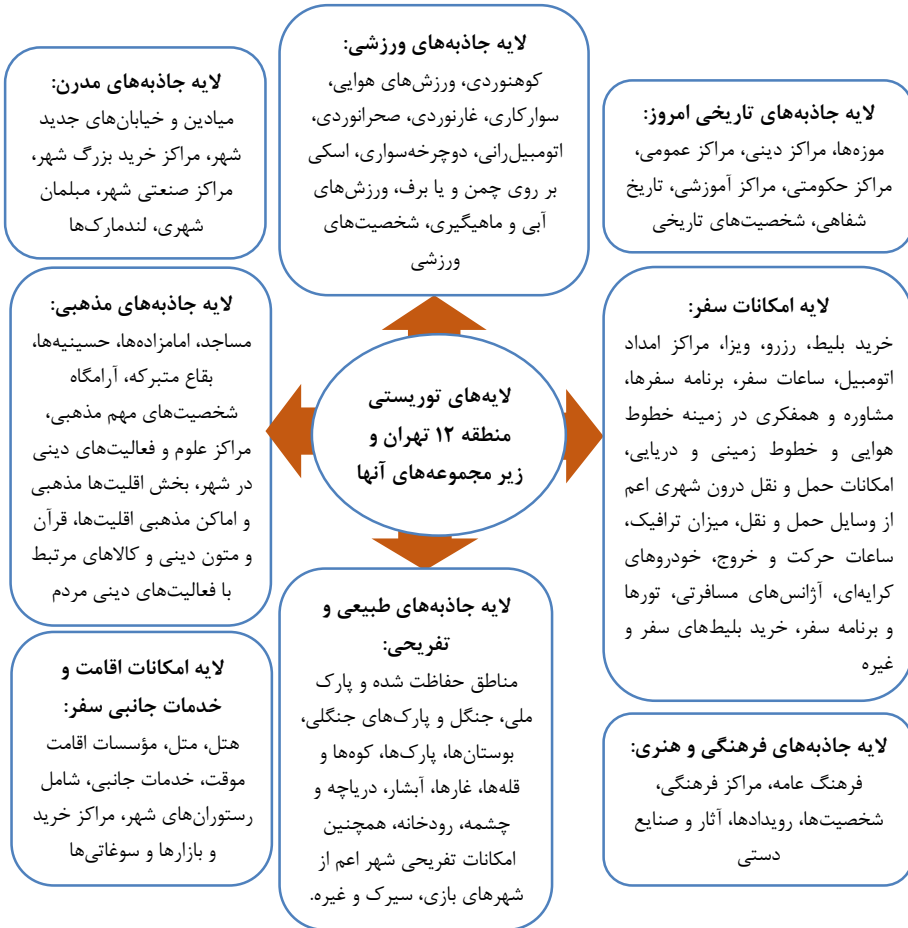 لایه جاذبه‌های ورزشی:
کوهنوردی، ورزش‌های هوایی،
سوارکاری، غارنوردی، صحرانوردی،
اتومبیل‌رانی، دوچرخه‌سواری، اسکی
بر روی چمن و یا برف، ورزش‌های
آبی و ماهیگیری، شخصیت‌های
ورزشی
لایه جاذبه‌های تاریخی امروز:
موزه‌ها، مراکز دینی، مراکز عمومی،
مراکز حکومتی، مراکز آموزشی، تاریخ
شفاهی، شخصیت‌های تاریخی
لایه جاذبه‌های مدرن:
میادین و خیابان‌های جدید
شهر، مراکز خرید بزرگ شهر،
مراکز صنعتی شهر، مبلمان
شهری، لندمارک‌ها
لایه امکانات سفر:
خرید بلیط، رزرو، ویزا، مراکز امداد
اتومبیل، ساعات سفر، برنامه سفرها،
مشاوره و همفکری در زمینه خطوط
هوایی و خطوط زمینی و دریایی،
امکانات حمل و نقل درون شهری اعم
از وسایل حمل و نقل، میزان ترافیک،
ساعات حرکت و خروج، خودروهای
کرایه‌ای، آژانس‌های مسافرتی، تورها
و برنامه سفر، خرید بلیط‌های سفر و
غیره
لایه‌های توریستی
منطقه ۱۲ تهران و
زیر مجموعه‌های آنها
لایه جاذبه‌های مذهبی:
مساجد، امامزاده‌ها، حسینیه‌ها،
بقاع متبرکه، آرامگاه
شخصیت‌های مهم مذهبی،
مراکز علوم و فعالیت‌های دینی
در شهر، بخش اقلیت‌ها مذهبی
و اماکن مذهبی اقلیت‌ها، قرآن
و متون دینی و کالاهای مرتبط
با فعالیت‌های دینی مردم
لایه جاذبه‌های فرهنگی و هنری:
فرهنگ عامه، مراکز فرهنگی،
شخصیت‌ها، رویدادها، آثار و صنایع
دستی
لایه جاذبه‌های طبیعی و
تفریحی:
مناطق حفاظت شده و پارک
ملی، جنگل و پارک‌های جنگلی،
بوستان‌ها، پارک‌ها، کوه‌ها و
قله‌ها، غارها، آبشار، دریاچه و
چشمه، رودخانه، همچنین
امکانات تفریحی شهر اعم از
شهرهای بازی، سیرک و غیره.
لایه امکانات اقامت و
خدمات جانبی سفر:
هتل، متل، مؤسسات اقامت
موقت، خدمات جانبی، شامل
رستوران‌های شهر، مراکز خرید
و بازارها و سوغاتی‌ها